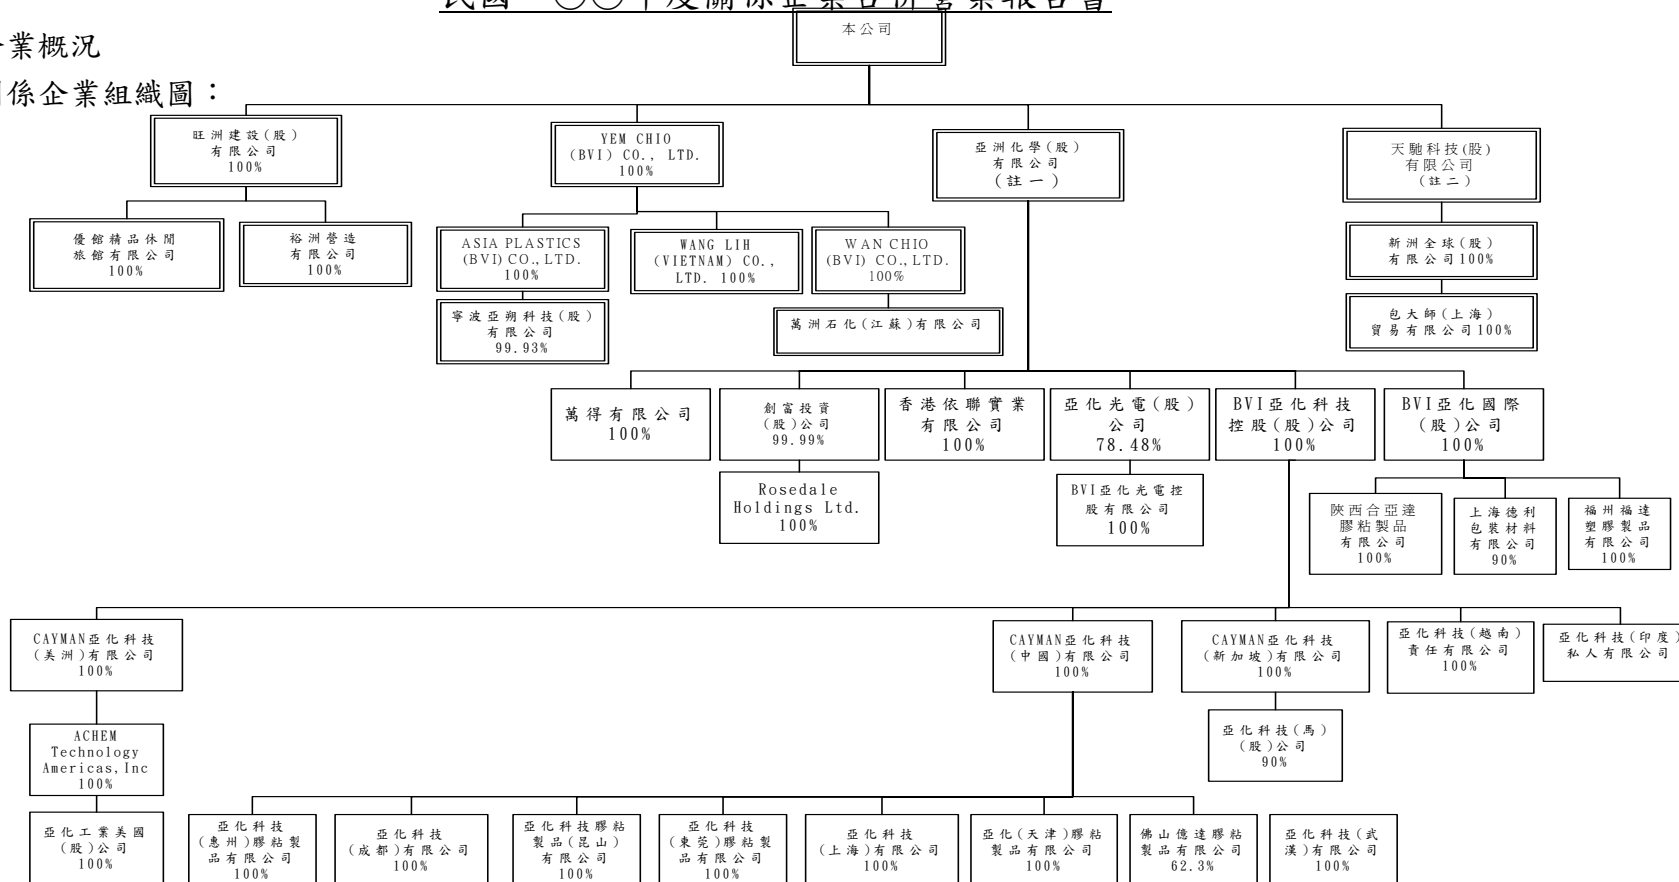 民國一〇〇年度關係企業合併營業報告書
業概況
係企業組織圖：
本公司
旺洲建設(股)
有限公司
100%
YEM CHIO
(BVI) CO., LTD.
100%
亞洲化學(股)
有限公司
(註一)
天馳科技(股)
有限公司
(註二)
優館精品休閒
旅館有限公司
100%
裕洲營造
有限公司
100%
ASIA PLASTICS
(BVI) CO., LTD.
100%
WANG LIH
(VIETNAM) CO.,
LTD. 100%
WAN CHIO
(BVI) CO., LTD.
100%
新洲全球(股)
有限公司100%
寧波亞朔科技(股)
有限公司
99.93%
萬洲石化(江蘇)有限公司
包大師(上海)
貿易有限公司100%
萬得有限公司
100%
創富投資
(股)公司
99.99%
香港依聯實業
有限公司
100%
亞化光電(股)
公司
78.48%
BVI亞化科技
控股(股)公司
100%
BVI亞化國際
(股)公司
100%
Rosedale
Holdings Ltd.
100%
BVI亞化光電控
股有限公司
100%
陝西合亞達
膠粘製品
有限公司
100%
上海德利
包裝材料
有限公司
90%
福州福達
塑膠製品
有限公司
100%
CAYMAN亞化科技
(美洲)有限公司
100%
CAYMAN亞化科技
(中國)有限公司
100%
CAYMAN亞化科技
(新加坡)有限公司
100%
亞化科技(越南)
責任有限公司
100%
亞化科技(印度)
私人有限公司
ACHEM
Technology
Americas,Inc
100%
亞化科技(馬)
(股)公司
90%
亞化工業美國
(股)公司
100%
亞化科技
(惠州)膠粘製
品有限公司
100%
亞化科技
(成都)有限公司
100%
亞化科技膠粘
製品(昆山)
有限公司
100%
亞化科技
(東莞)膠粘製
品有限公司
100%
亞化科技
(上海)有限公司
100%
亞化(天津)膠粘
製品有限公司
100%
佛山億達膠粘
製品有限公司
62.3%
亞化科技(武
漢)有限公司
100%